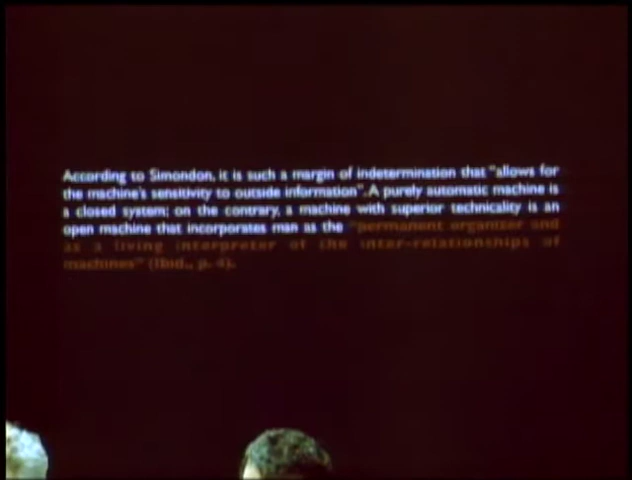 According to Simondon, it is such a margin of indetermination that "allows for
the machine's sensitivity to outside information". A purely automatic machine is
a closed system; on the contrary, a machine with superior technicality is an
open machine that incorporates man as the "permanent organizer and
as a living interpreter of the inter-relationships of
machines" (Ibid., p. 4).